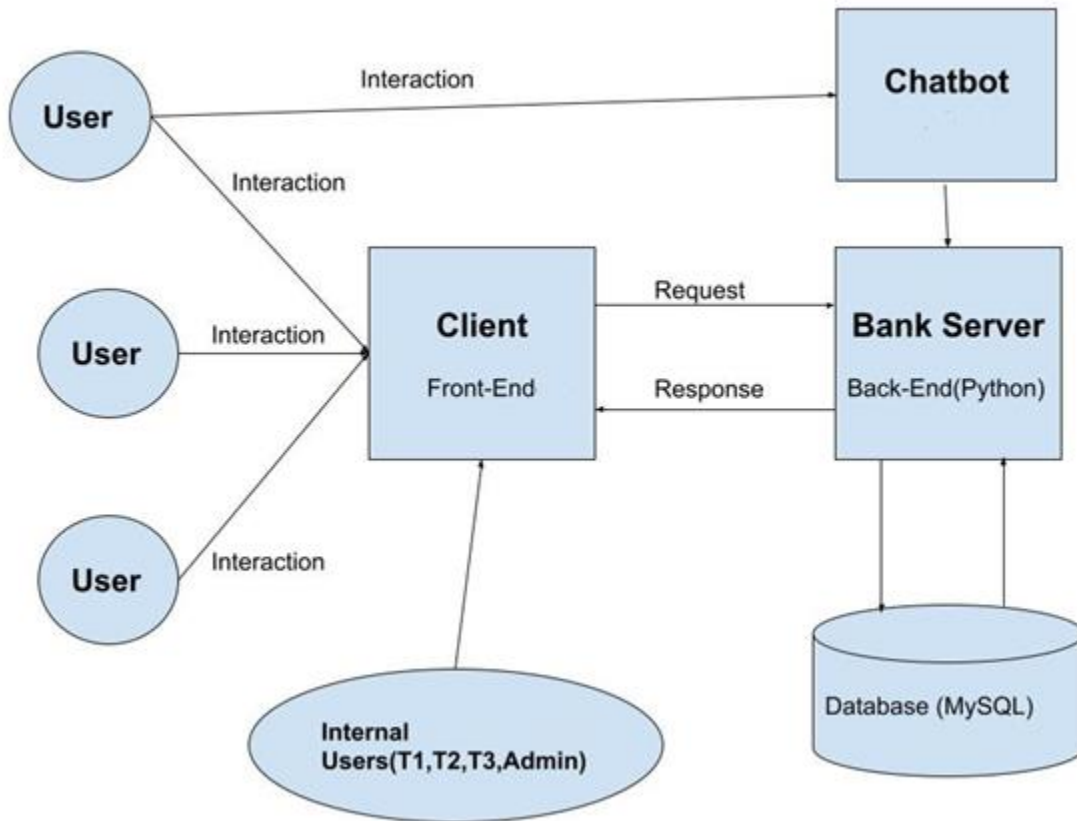 Interaction
Chatbot
User
Interaction
Request
Client
Bank Server
User
Interaction
Front-End
Response
Back-End(Python)
User
Interaction
Internal
Users(T1,T2,T3,Admin)
Database (MySQL)